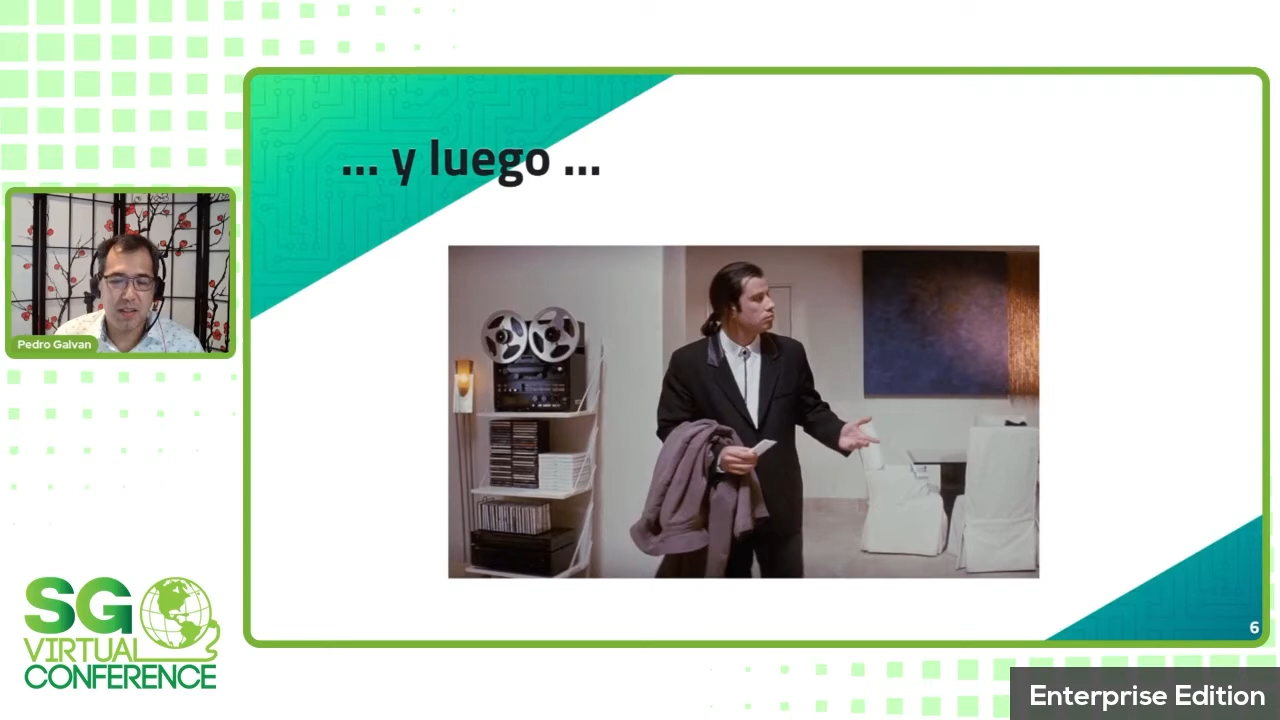 ... y luego ...
Pedro Galvan
6
SG
VIRTUAL
CONFERENCE
Enterprise Edition